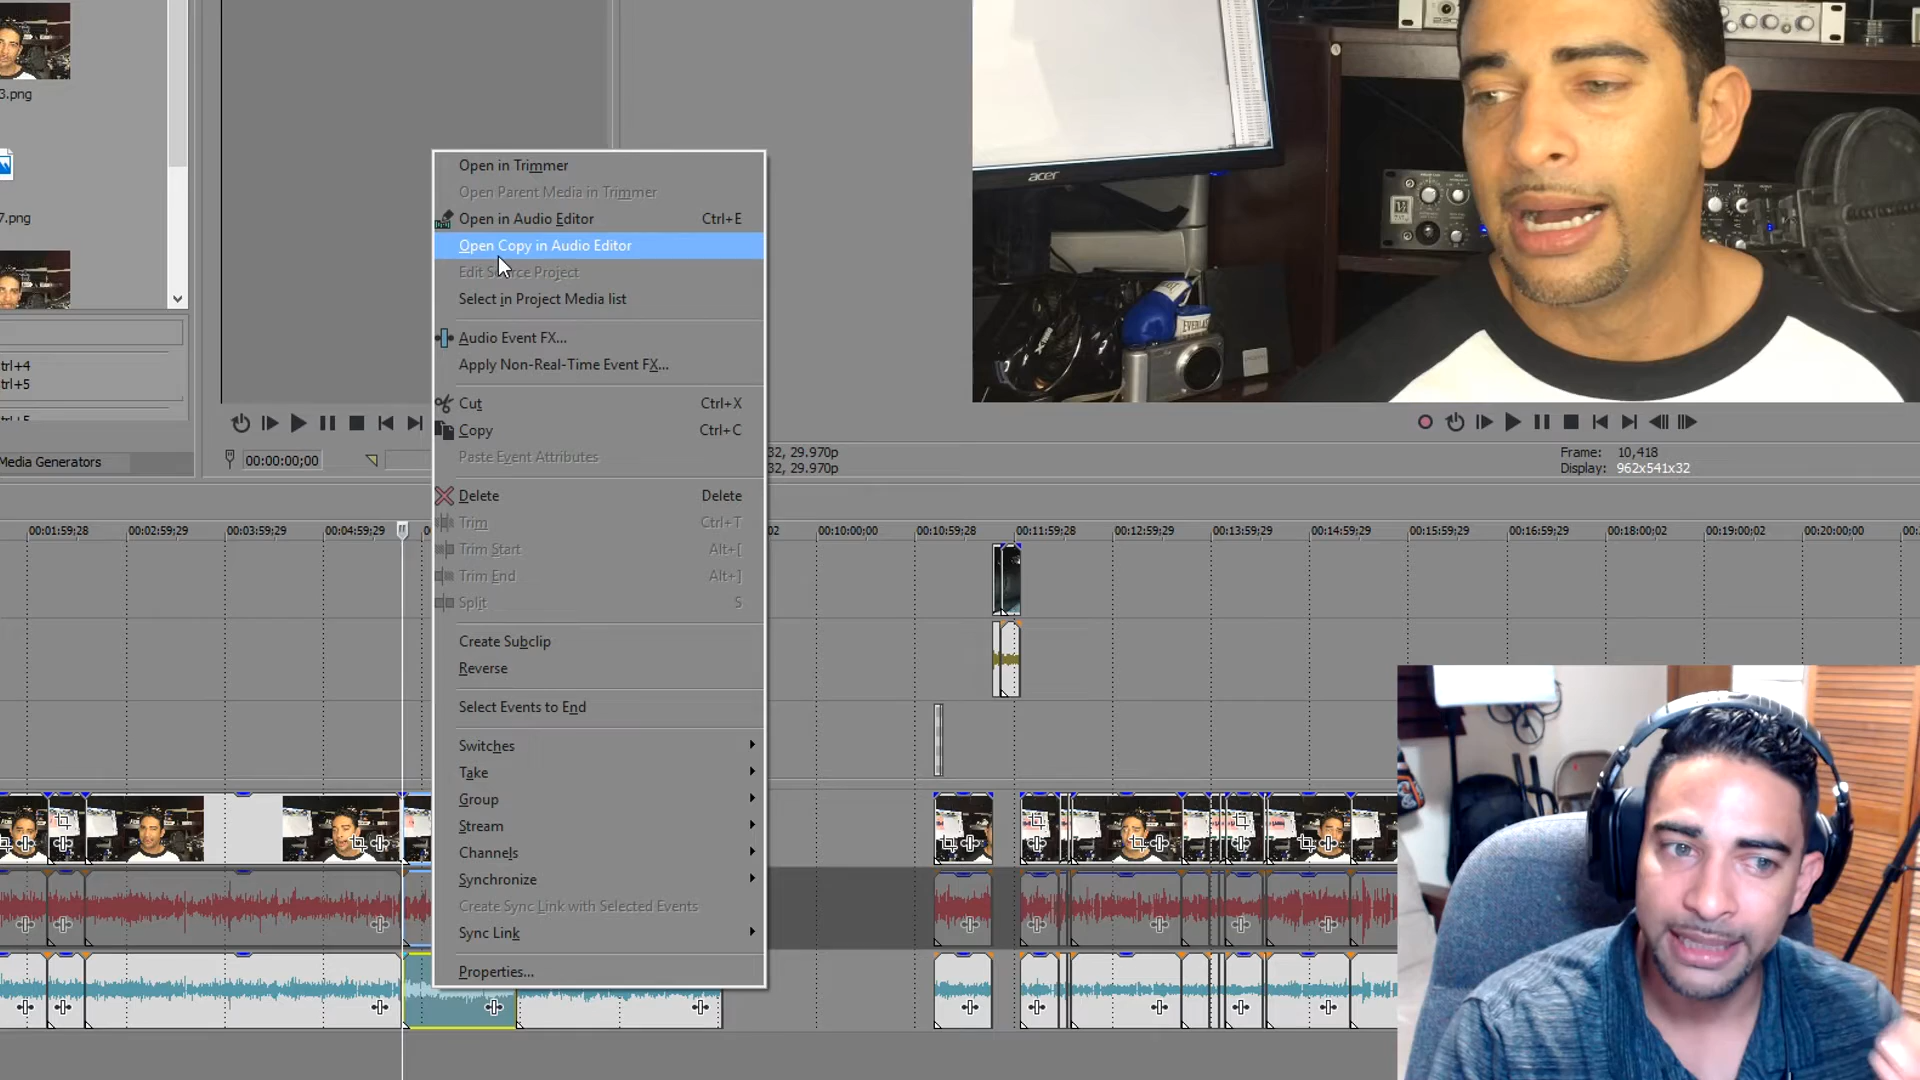 3.png
7.png
trl+4
trl+5
Media Generators
00:00:00;00
Open in Trimmer
Open Parent Media in Trimmer
Open in Audio Editor Ctrl+E
Open Copy in Audio Editor
Edit Source Project
Select in Project Media list
Audio Event FX...
Apply Non-Real-Time Event FX...
Cut Ctrl+X
Copy Ctrl+C
Paste Event Attributes
Delete Delete
Trim Ctrl+T
Trim Start Alt+[
Trim End Alt+]
Split S
Create Subclip
Reverse
Select Events to End
Switches
Take
Group
Stream
Channels
Synchronize
Create Sync Link with Selected Events
Sync Link
Properties...
acer
EVERLAST
32, 29.970p
32, 29.970p
Frame: 10,418
Display: 962x541x32
00:01:59;28 00:02:59;29 00:03:59;29 00:04:59;29 02 00:10:00;00 00:10:59;28 00:11:59;28 00:12:59;29 00:13:59;29 00:14:59;29 00:15:59;29 00:16:59;29 00:18:00;02 00:19:00;02 00:20:00;00